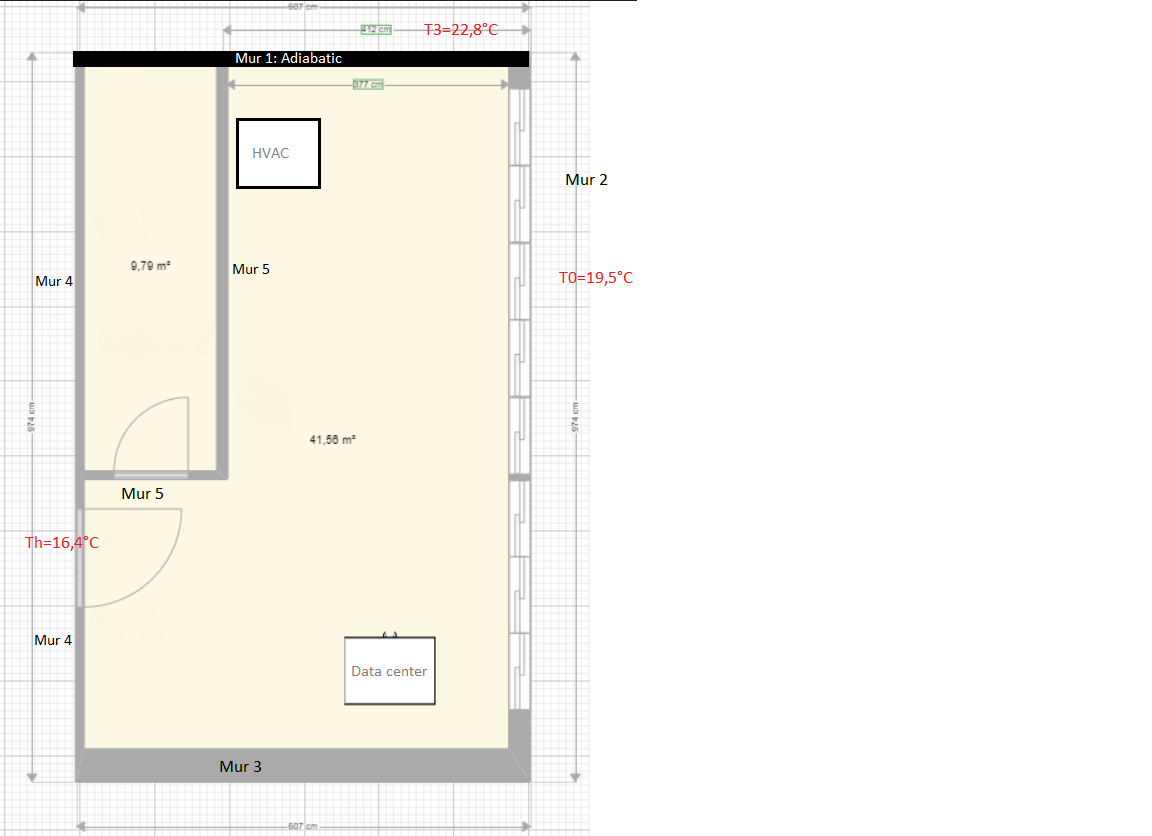 607 cm
412 cm
T3=22,8°C
Mur 1: Adiabatic
377 cm
HVAC
Mur 2
9,79 m²
Mur 5
Mur 4
T0=19,5°C
974 cm
974 cm
41,56 m²
Mur 5
Th=16,4°C
Mur 4
Data center
Mur 3
607 cm